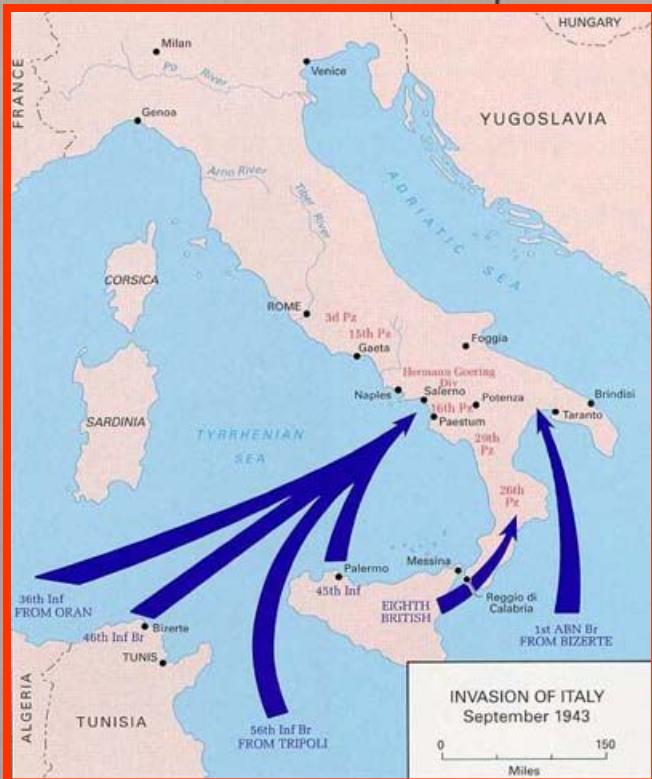 HUNGARY
Milan
Po River
Venice
FRANCE
Genoa
YUGOSLAVIA
Arno River
Tiber River
ADRIATIC SEA
CORSICA
ROME
3d Pz
15th Pz
Gaeta
Foggia
Hermann Goering
Div
Naples
Salerno
16th Pz
Potenza
Brindisi
Taranto
Paestum
SARDINIA
TYRRHENIAN
SEA
29th
Pz
26th
Pz
Messina
Palermo
45th Inf
36th Inf
FROM ORAN
EIGHTH
BRITISH
Reggio di
Calabria
46th Inf Br
Bizerte
1st ABN Br
FROM BIZERTE
TUNIS
ALGERIA
TUNISIA
56th Inf Br
FROM TRIPOLI
INVASION OF ITALY
September 1943
0 150
Miles